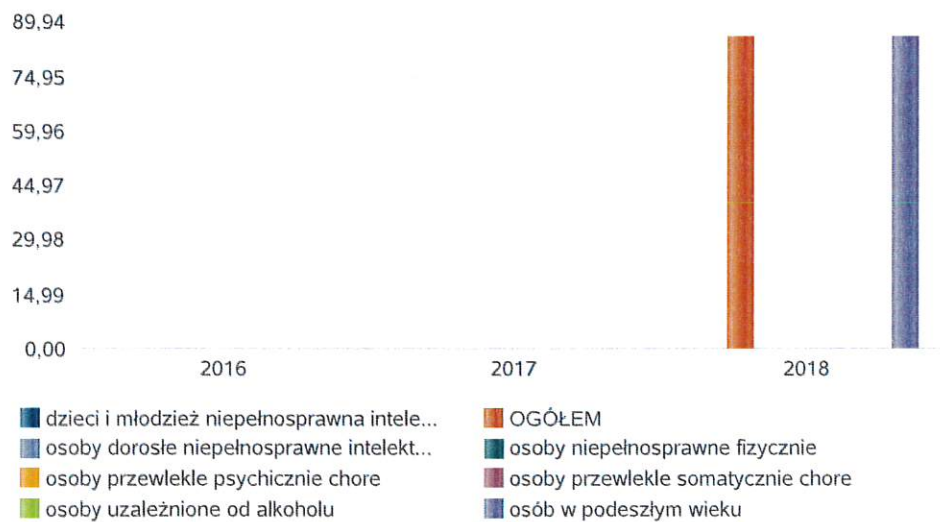 89,94
74,95
59,96
44,97
29,98
14,99
0,00
2016 2017 2018
dzieci i młodzież niepełnosprawna intele... OGÓŁEM
osoby dorosłe niepełnosprawne intelekt... osoby niepełnosprawne fizycznie
osoby przewlekle psychicznie chore osoby przewlekle somatycznie chore
osoby uzależnione od alkoholu osób w podeszłym wieku